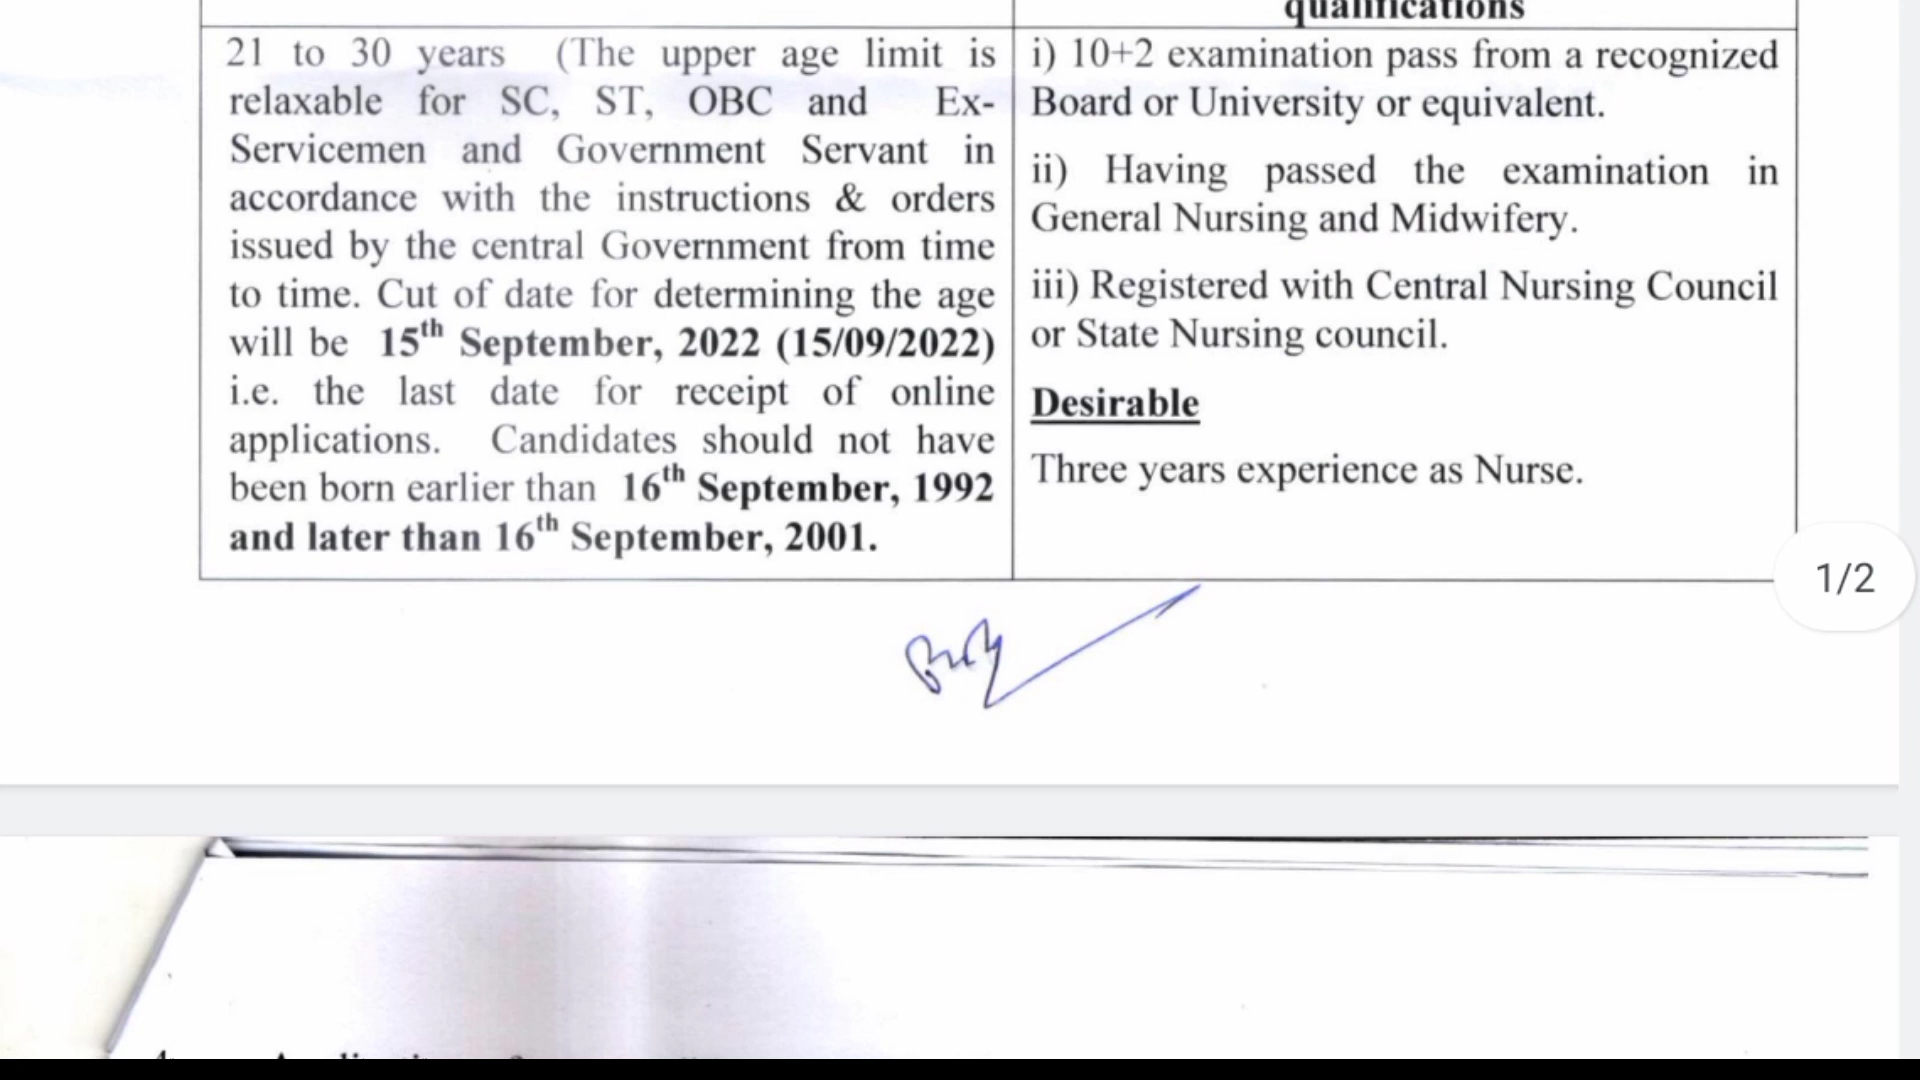 qualifications
21 to 30 years (The upper age limit is
relaxable for SC, ST, OBC and Ex-
Servicemen and Government Servant in
accordance with the instructions & orders
issued by the central Government from time
to time. Cut of date for determining the age
will be 15th September, 2022 (15/09/2022)
i.e. the last date for receipt of online
applications. Candidates should not have
been born earlier than 16th September, 1992
and later than 16th September, 2001.
i) 10+2 examination pass from a recognized
Board or University or equivalent.
ii) Having passed the examination in
General Nursing and Midwifery.
iii) Registered with Central Nursing Council
or State Nursing council.
Desirable
Three years experience as Nurse.
1/2